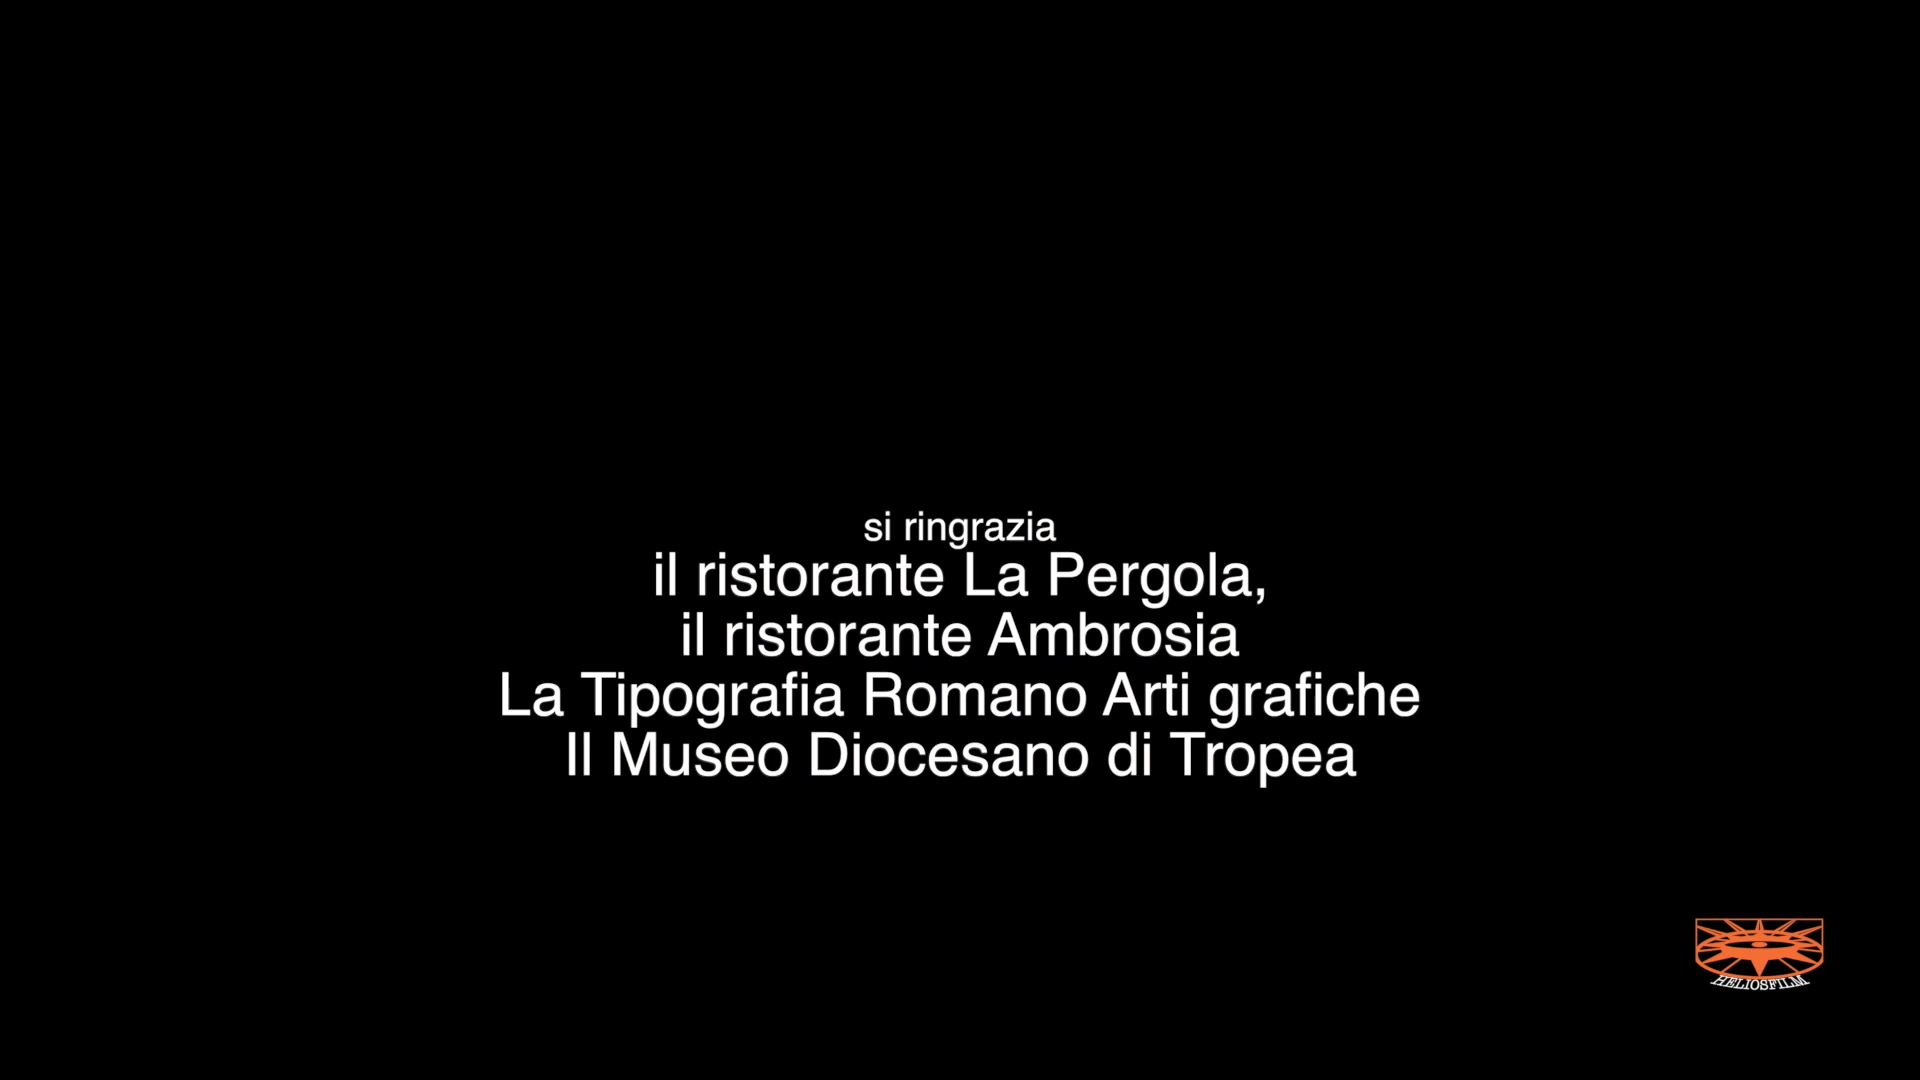 si ringrazia
il ristorante La Pergola,
il ristorante Ambrosia
La Tipografia Romano Arti grafiche
Il Museo Diocesano di Tropea
HELIOSFILM